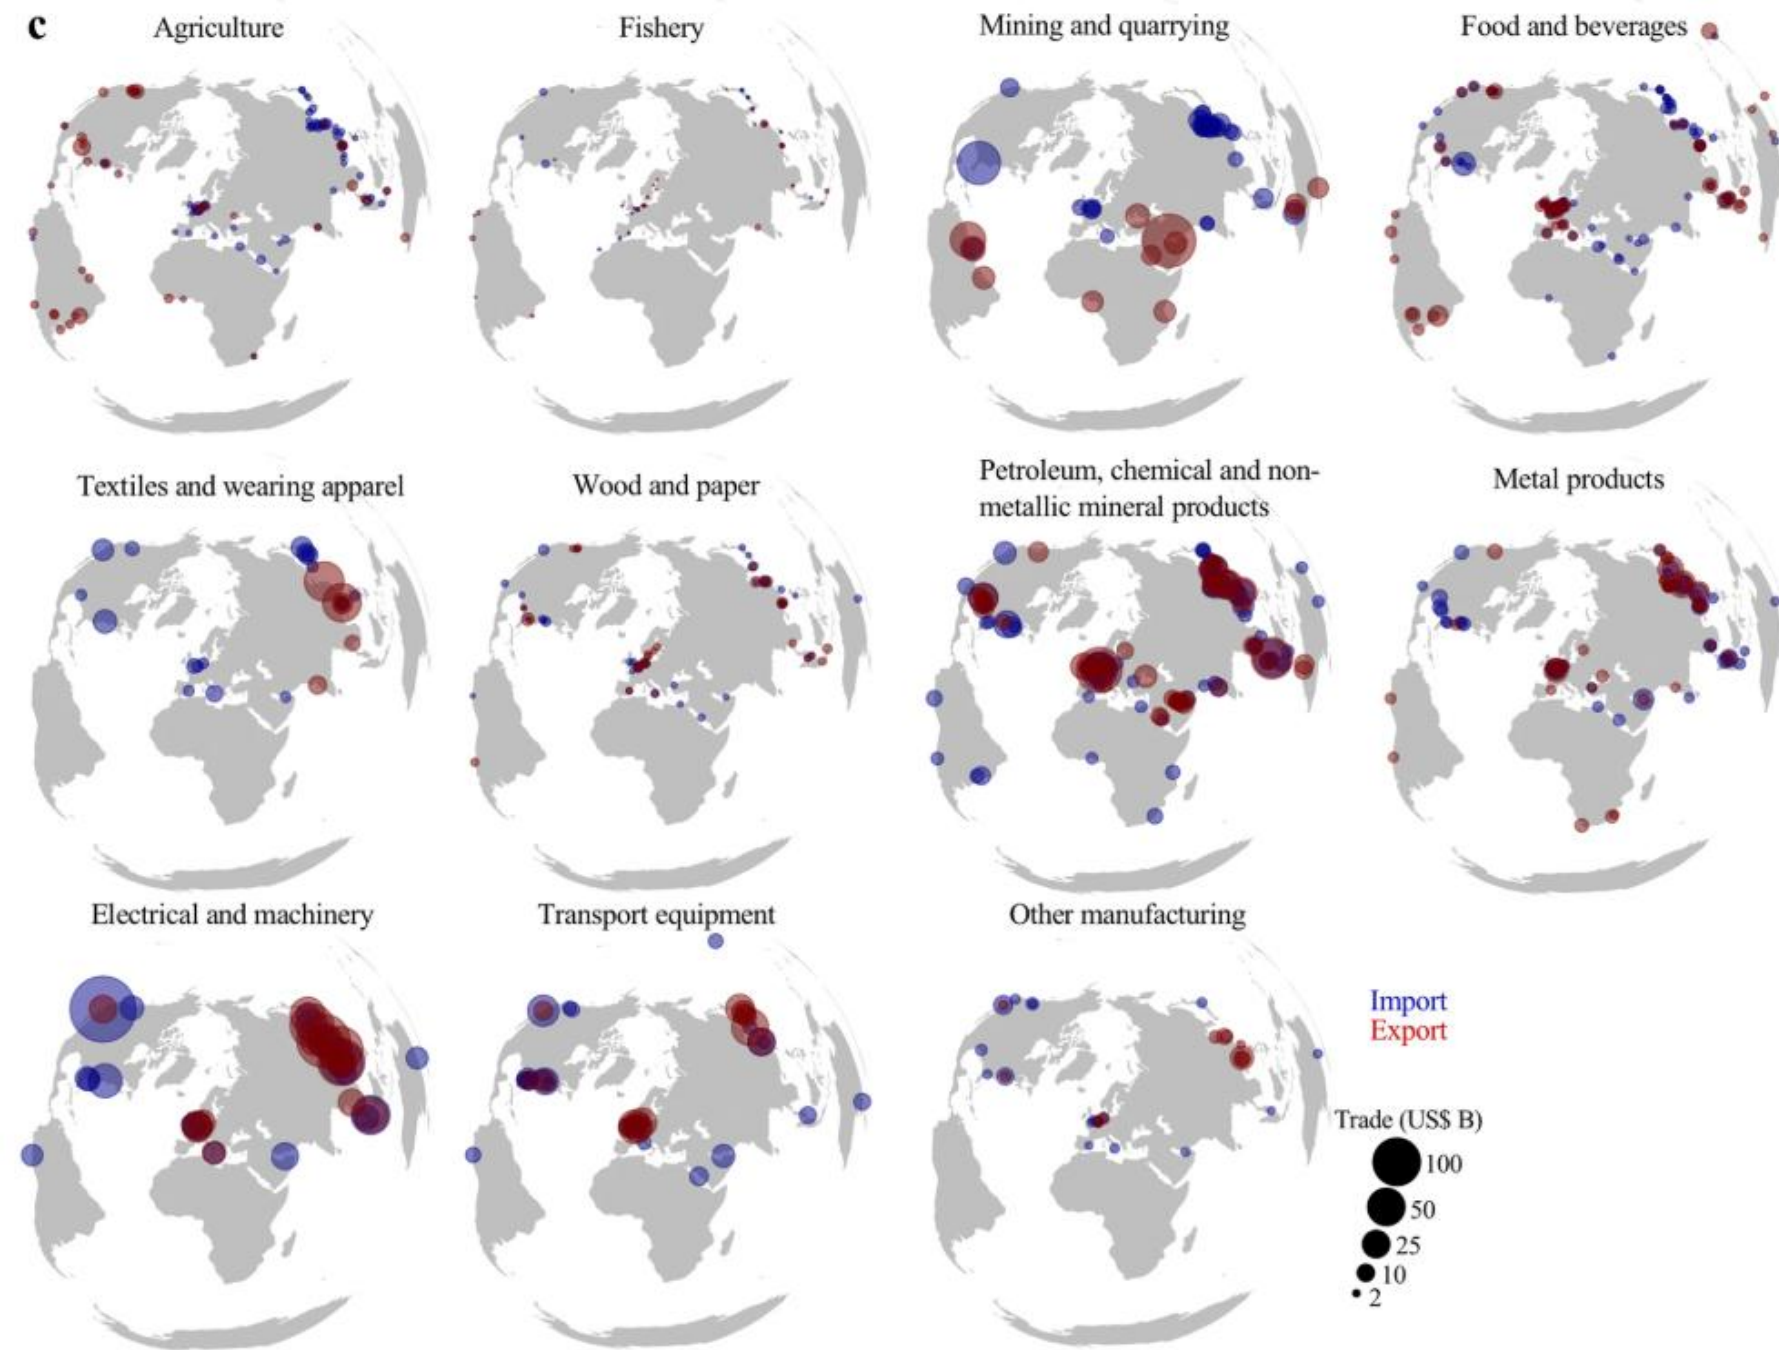 c
Agriculture
Fishery
Mining and quarrying
Food and beverages
Textiles and wearing apparel
Wood and paper
Petroleum, chemical and non-
metallic mineral products
Metal products
Electrical and machinery
Transport equipment
Other manufacturing
Import
Export
Trade (US$ B)
100
50
25
10
2